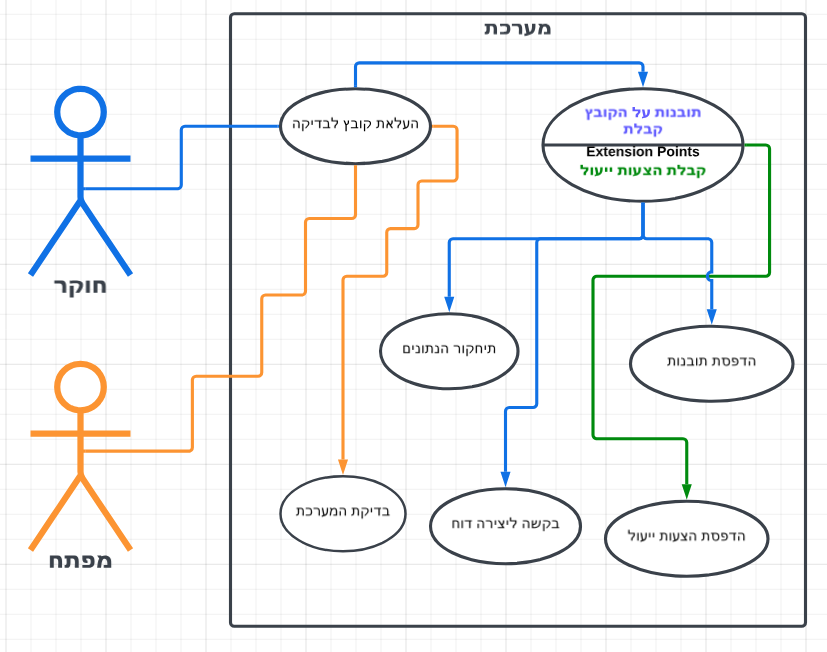 מערכת
העלאת קובץ לבדיקה
תובנות על הקובץ
קבלת
Extension Points
קבלת הצעות ייעול
חוקר
תיחקור הנתונים
הדפסת תובנות
בדיקת המערכת
בקשה ליצירה דוח
הדפסת הצעות ייעול
מפתח